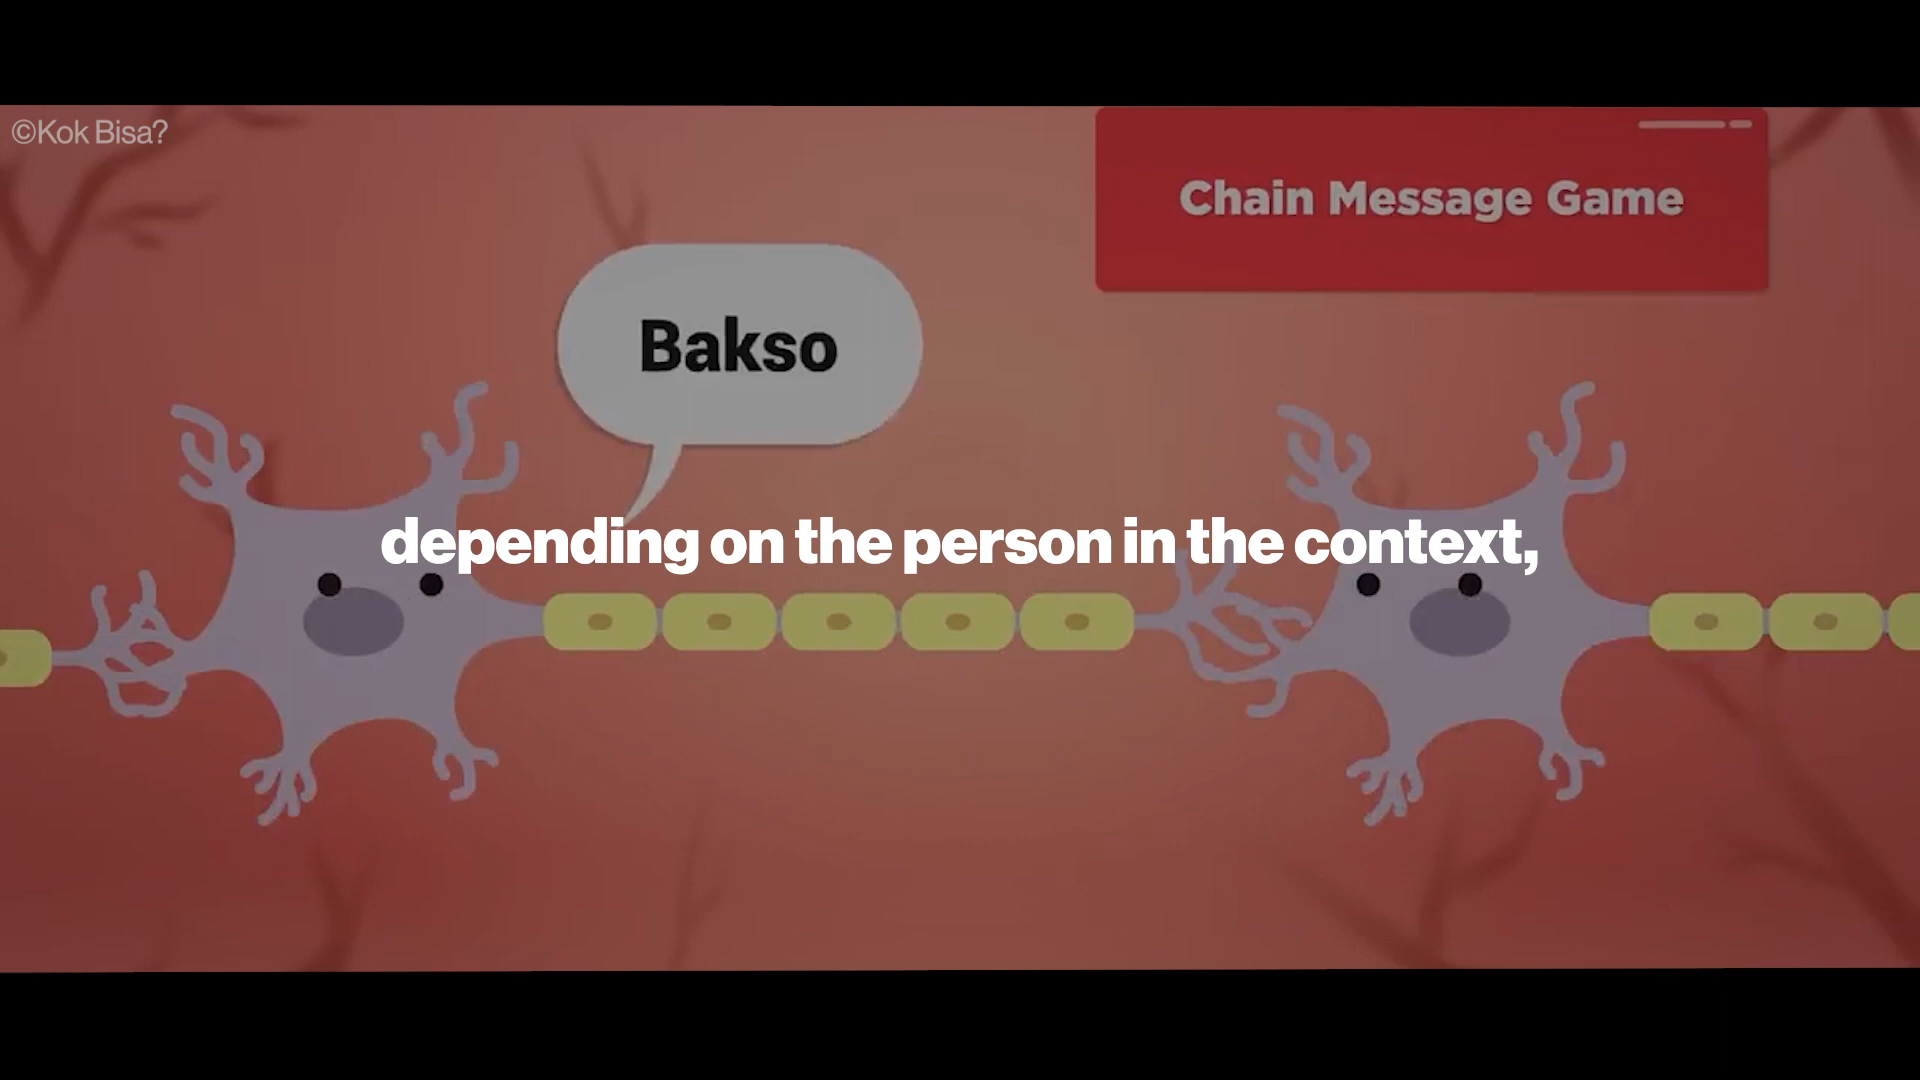 ©Kok Bisa?
Chain Message Game
Bakso
depending on the person in the context,